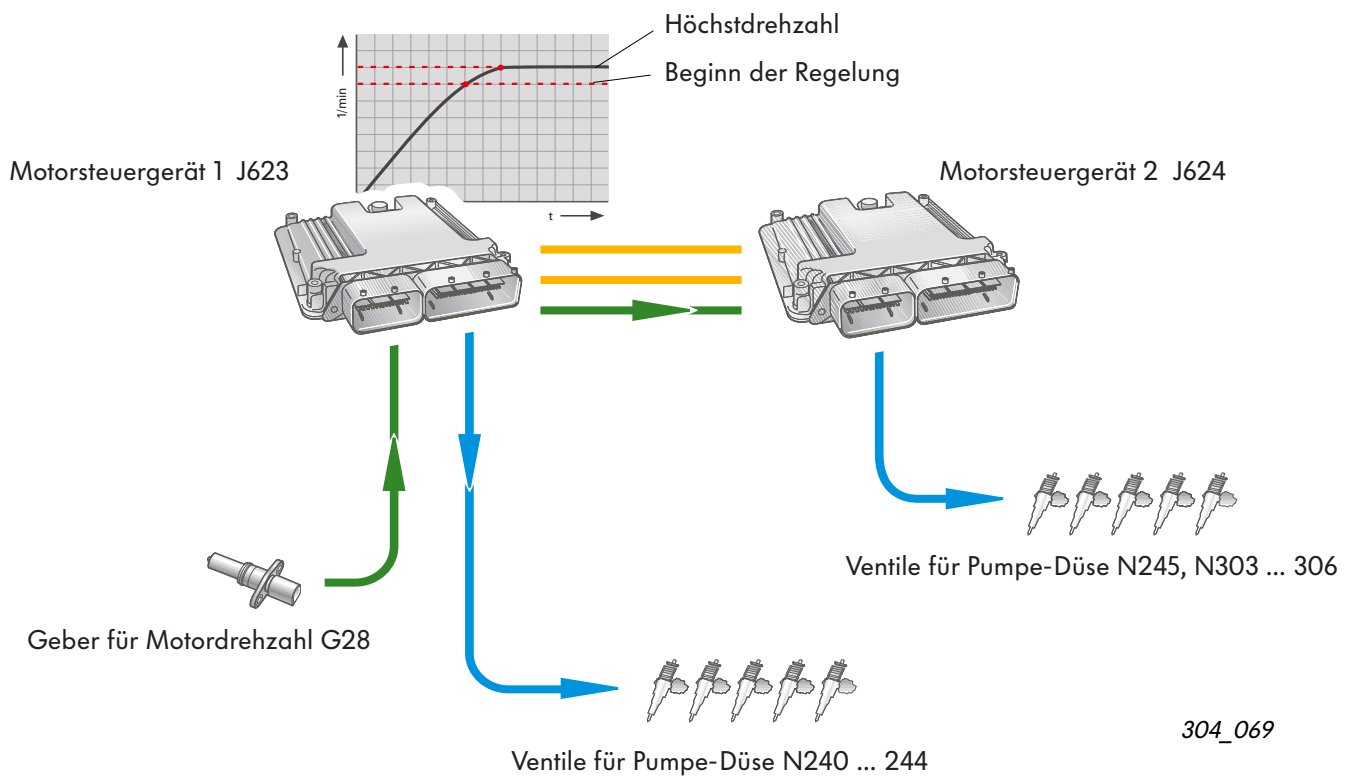 Höchstdrehzahl
Beginn der Regelung
1/min
t
Motorsteuergerät 1 J623
Motorsteuergerät 2 J624
Geber für Motordrehzahl G28
Ventile für Pumpe-Düse N245, N303 ... 306
Ventile für Pumpe-Düse N240 ... 244
304_069